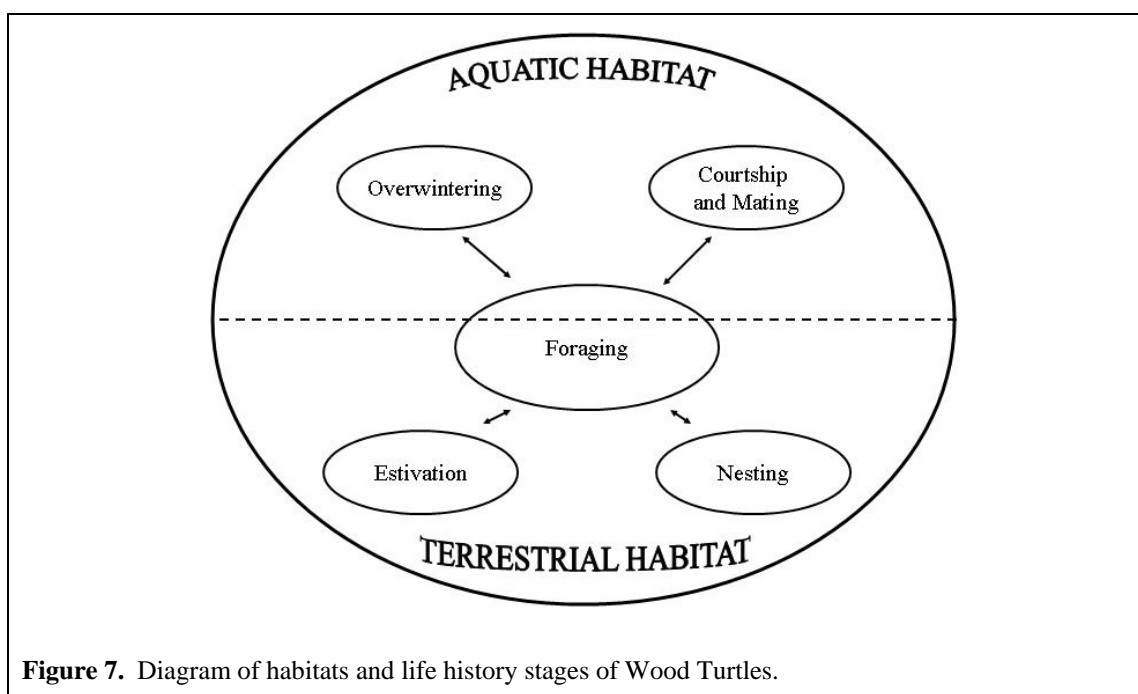 AQUATIC HABITAT
Overwintering
Courtship
and Mating
Foraging
Estivation
Nesting
TERRESTRIAL HABITAT
Figure 7. Diagram of habitats and life history stages of Wood Turtles.